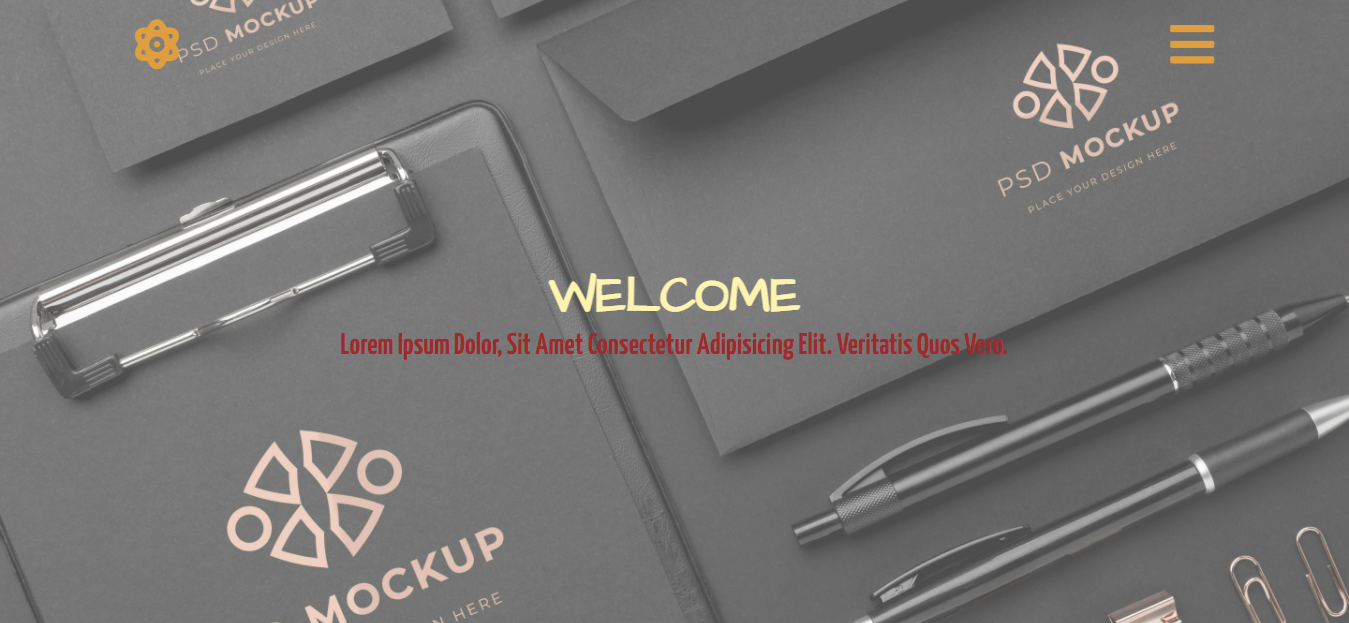 PSD MOCKUP
PLACE YOUR DESIGN HERE
PSD MOCKUP
PLACE YOUR DESIGN HERE
WELCOME
Lorem Ipsum Dolor, Sit Amet Consectetur Adipisicing Elit. Veritatis Quos Vero.
MOCKUP
HERE